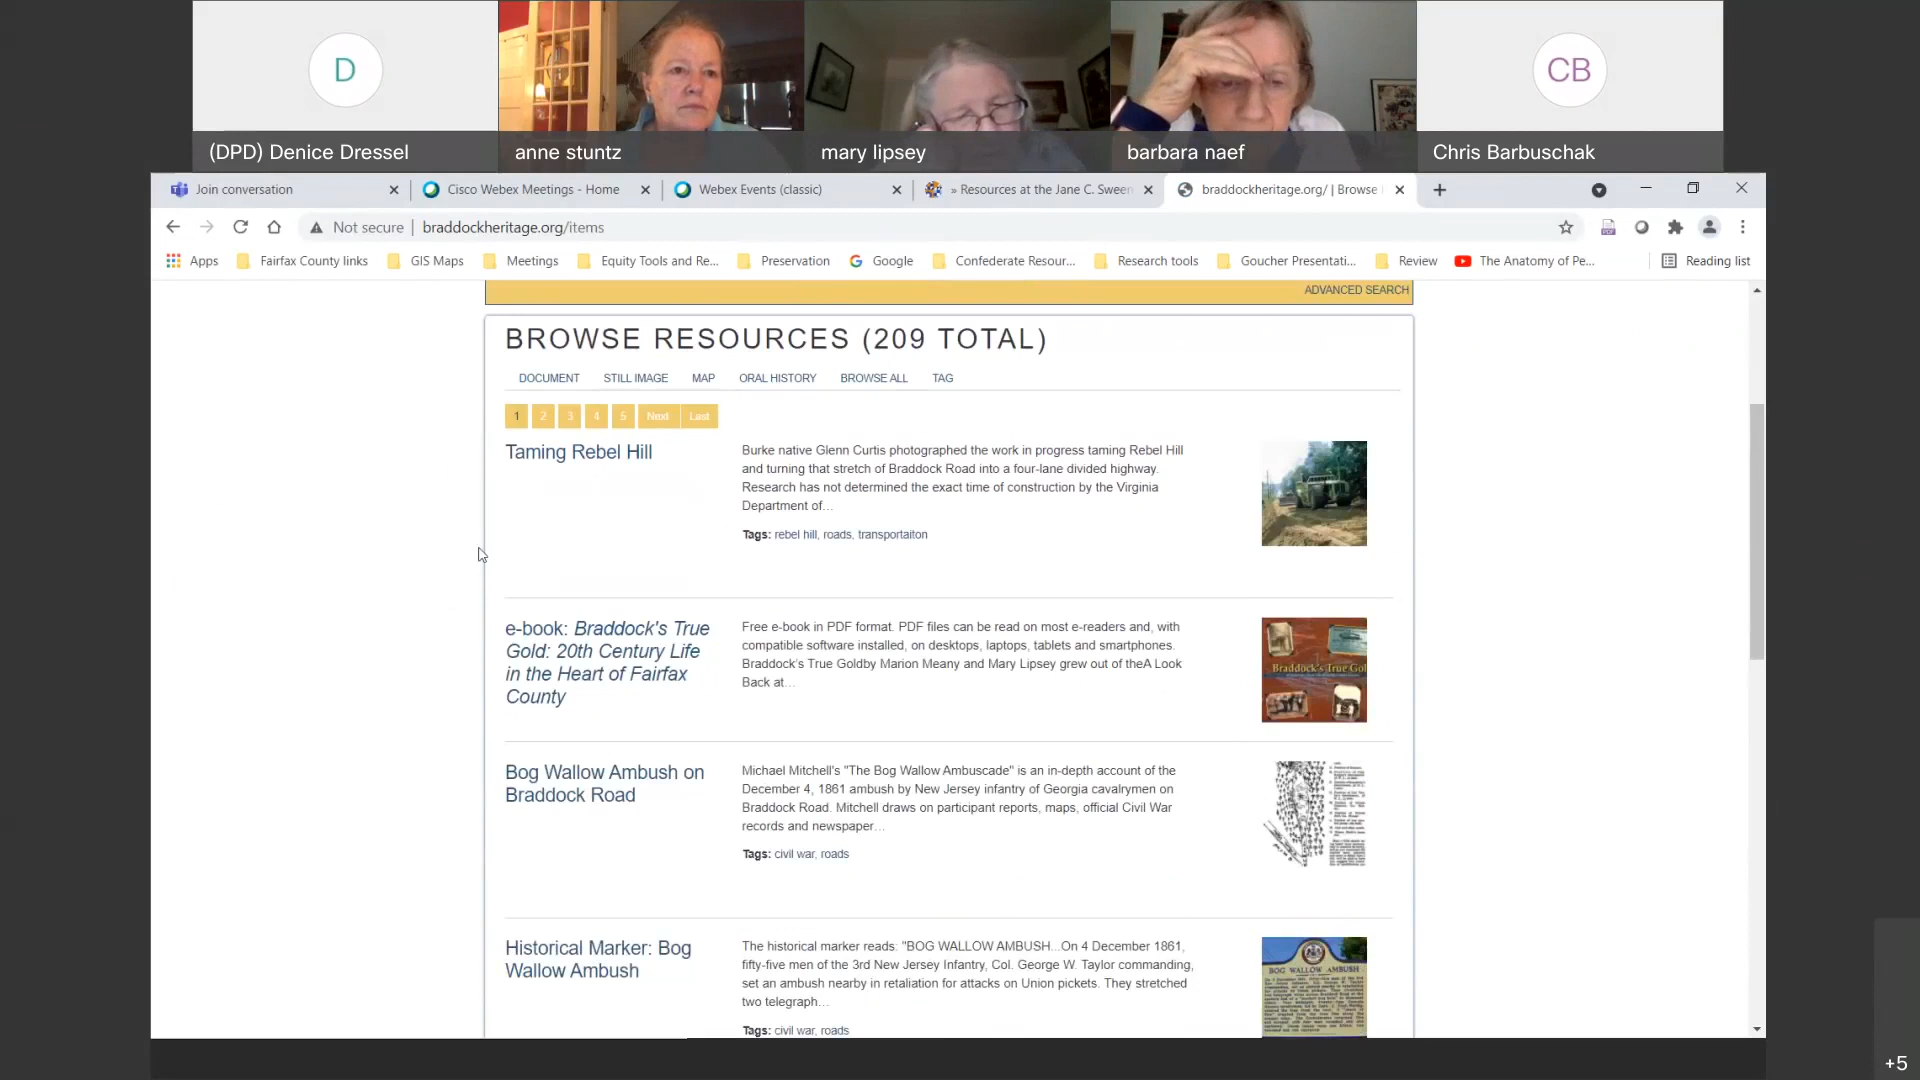 D
CB
(DPD) Denice Dressel
anne stuntz
mary lipsey
barbara naef
Chris Barbuschak
Join conversation
Cisco Webex Meetings - Home
Webex Events (classic)
» Resources at the Jane C. Sween
braddockheritage.org/ | Browse
Not secure
braddockheritage.org/items
Apps
Fairfax County links
GIS Maps
Meetings
Equity Tools and Re...
Preservation
Google
Confederate Resour...
Research tools
Goucher Presentati...
Review
The Anatomy of Pe...
Reading list
ADVANCED SEARCH
BROWSE RESOURCES (209 TOTAL)
DOCUMENT
STILL IMAGE
MAP
ORAL HISTORY
BROWSE ALL
TAG
1
2
3
4
5
Next
Last
Taming Rebel Hill
Burke native Glenn Curtis photographed the work in progress taming Rebel Hill
and turning that stretch of Braddock Road into a four-lane divided highway.
Research has not determined the exact time of construction by the Virginia
Department of...
Tags: rebel hill, roads, transportaiton
e-book: Braddock's True
Gold: 20th Century Life
in the Heart of Fairfax
County
Free e-book in PDF format. PDF files can be read on most e-readers and, with
compatible software installed, on desktops, laptops, tablets and smartphones.
Braddock's True Goldby Marion Meany and Mary Lipsey grew out of theA Look
Back at...
Braddock's True Gol
Bog Wallow Ambush on
Braddock Road
Michael Mitchell's "The Bog Wallow Ambuscade" is an in-depth account of the
December 4, 1861 ambush by New Jersey infantry of Georgia cavalrymen on
Braddock Road. Mitchell draws on participant reports, maps, official Civil War
records and newspaper...
Tags: civil war, roads
Historical Marker: Bog
Wallow Ambush
The historical marker reads: "BOG WALLOW AMBUSH...On 4 December 1861,
fifty-five men of the 3rd New Jersey Infantry, Col. George W. Taylor commanding,
set an ambush nearby in retaliation for attacks on Union pickets. They stretched
two telegraph...
Tags: civil war, roads
BOG WALLOW AMBUSH
+5